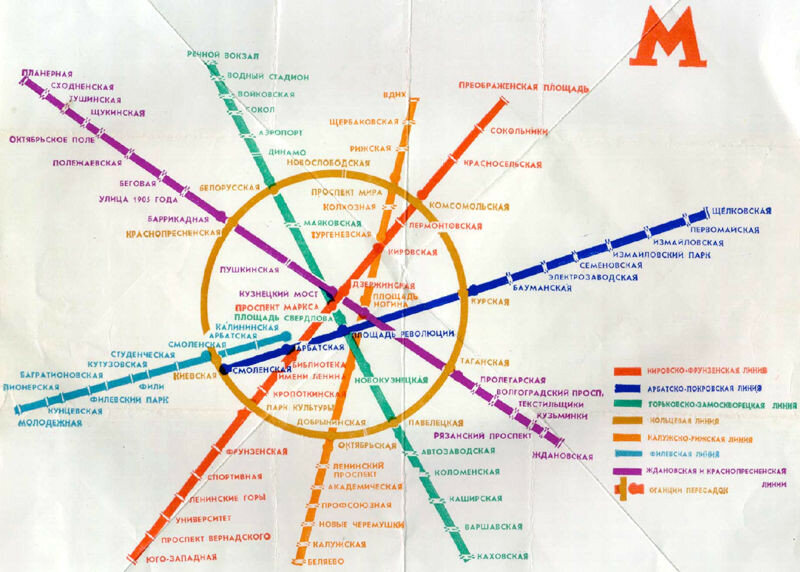 М
РЕЧНОЙ ВОКЗАЛ
ВОДНЫЙ СТАДИОН
ВОЙКОВСКАЯ
СОКОЛ
АЭРОПОРТ
ДИНАМО
БЕЛОРУССКАЯ
МАЯКОВСКАЯ
ПЛОЩАДЬ СВЕРДЛОВА
НОВОКУЗНЕЦКАЯ
ПАВЕЛЕЦКАЯ
АВТОЗАВОДСКАЯ
КОЛОМЕНСКАЯ
КАШИРСКАЯ
ВАРШАВСКАЯ
КАХОВСКАЯ
ПЛАНЕРНАЯ
СХОДНЕНСКАЯ
ТУШИНСКАЯ
ЩУКИНСКАЯ
ОКТЯБРЬСКОЕ ПОЛЕ
ПОЛЕЖАЕВСКАЯ
БЕГОВАЯ
УЛИЦА 1905 ГОДА
БАРРИКАДНАЯ
КРАСНОПРЕСНЕНСКАЯ
ПУШКИНСКАЯ
КУЗНЕЦКИЙ МОСТ
ПЛОЩАДЬ
НОГИНА
ТАГАНСКАЯ
ПРОЛЕТАРСКАЯ
ВОЛГОГРАДСКИЙ ПРОСП.
ТЕКСТИЛЬЩИКИ
КУЗЬМИНКИ
РЯЗАНСКИЙ ПРОСПЕКТ
ЖДАНОВСКАЯ
ВДНХ
ЩЕРБАКОВСКАЯ
РИЖСКАЯ
НОВОСЛОБОДСКАЯ
ПРОСПЕКТ МИРА
КОЛХОЗНАЯ
ТУРГЕНЕВСКАЯ
ДОБРЫНИНСКАЯ
ОКТЯБРЬСКАЯ
ЛЕНИНСКИЙ
ПРОСПЕКТ
АКАДЕМИЧЕСКАЯ
ПРОФСОЮЗНАЯ
НОВЫЕ ЧЕРЕМУШКИ
КАЛУЖСКАЯ
БЕЛЯЕВО
ПРЕОБРАЖЕНСКАЯ ПЛОЩАДЬ
СОКОЛЬНИКИ
КРАСНОСЕЛЬСКАЯ
КОМСОМОЛЬСКАЯ
ЛЕРМОНТОВСКАЯ
КИРОВСКАЯ
ДЗЕРЖИНСКАЯ
ПРОСПЕКТ МАРКСА
БИБЛИОТЕКА
ИМЕНИ ЛЕНИНА
КРОПОТКИНСКАЯ
ПАРК КУЛЬТУРЫ
ФРУНЗЕНСКАЯ
СПОРТИВНАЯ
ЛЕНИНСКИЕ ГОРЫ
УНИВЕРСИТЕТ
ПРОСПЕКТ ВЕРНАДСКОГО
ЮГО-ЗАПАДНАЯ
ЩЁЛКОВСКАЯ
ПЕРВОМАЙСКАЯ
ИЗМАЙЛОВСКАЯ
ИЗМАЙЛОВСКИЙ ПАРК
СЕМЕНОВСКАЯ
ЭЛЕКТРОЗАВОДСКАЯ
БАУМАНСКАЯ
КУРСКАЯ
ПЛОЩАДЬ РЕВОЛЮЦИИ
АРБАТСКАЯ
СМОЛЕНСКАЯ
КИЕВСКАЯ
КАЛИНИНСКАЯ
АРБАТСКАЯ
СМОЛЕНСКАЯ
СТУДЕНЧЕСКАЯ
КУТУЗОВСКАЯ
ФИЛИ
БАГРАТИОНОВСКАЯ
ФИЛЕВСКИЙ ПАРК
ПИОНЕРСКАЯ
КУНЦЕВСКАЯ
МОЛОДЕЖНАЯ
КИРОВСКО-ФРУНЗЕНСКАЯ ЛИНИЯ
АРБАТСКО-ПОКРОВСКАЯ ЛИНИЯ
ГОРЬКОВСКО-ЗАМОСКВОРЕЦКАЯ ЛИНИЯ
КОЛЬЦЕВАЯ ЛИНИЯ
КАЛУЖСКО-РИЖСКАЯ ЛИНИЯ
ФИЛЕВСКАЯ ЛИНИЯ
ЖДАНОВСКАЯ И КРАСНОПРЕСНЕНСКАЯ
ЛИНИИ
СТАНЦИИ ПЕРЕСАДОК